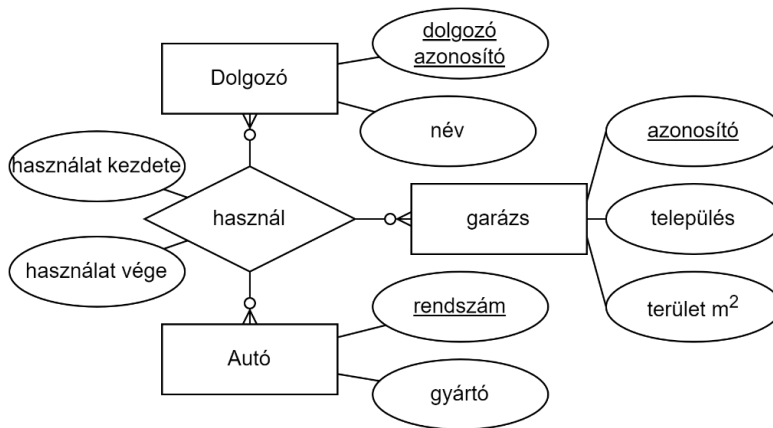 dolgozó
azonosító
Dolgozó
név
azonosító
használat kezdete
használ
garázs
település
használat vége
rendszám
terület m²
Autó
gyártó